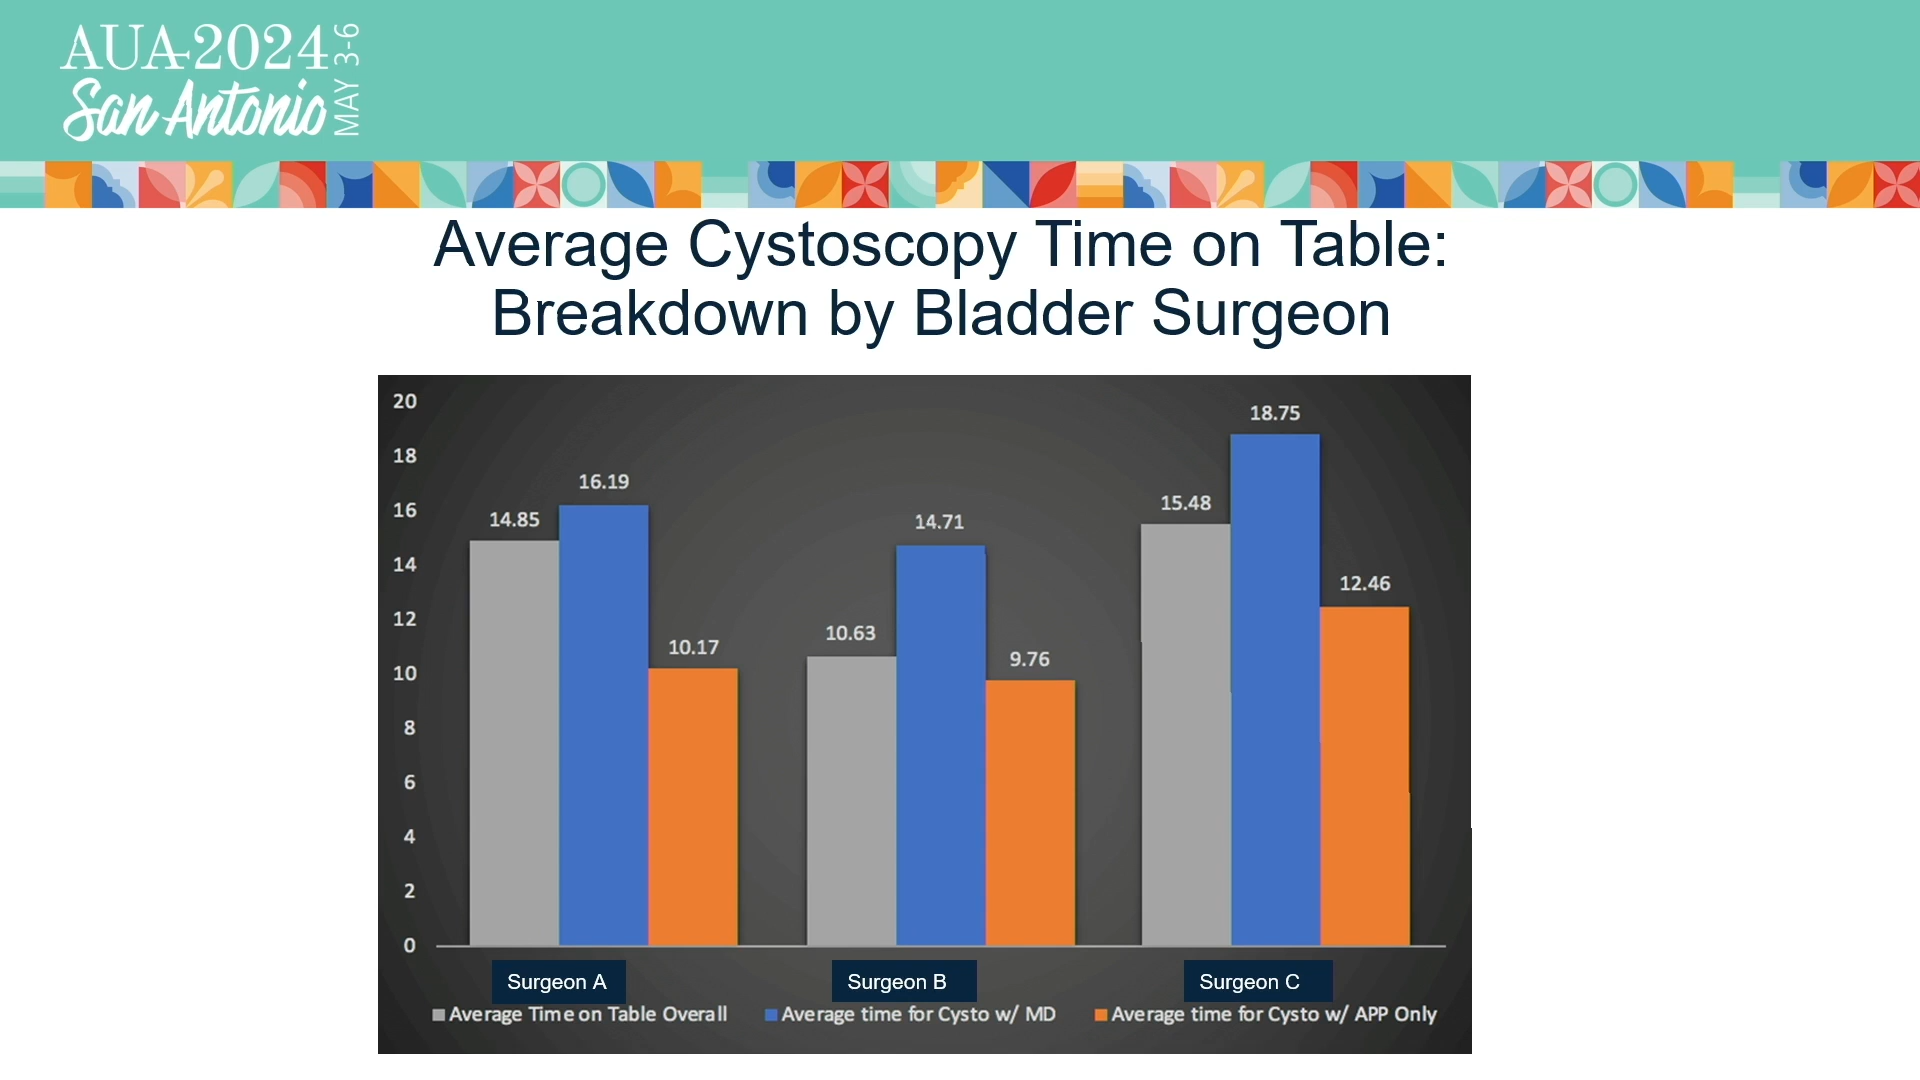 AUA2024
San Antonio
MAY 3-6
Average Cystoscopy Time on Table:
Breakdown by Bladder Surgeon
20
18
16
14
12
10
8
6
4
2
0
14.85
16.19
10.17
10.63
14.71
9.76
15.48
18.75
12.46
Surgeon A
Surgeon B
Surgeon C
Average Time on Table Overall
Average time for Cysto w/ MD
Average time for Cysto w/ APP Only